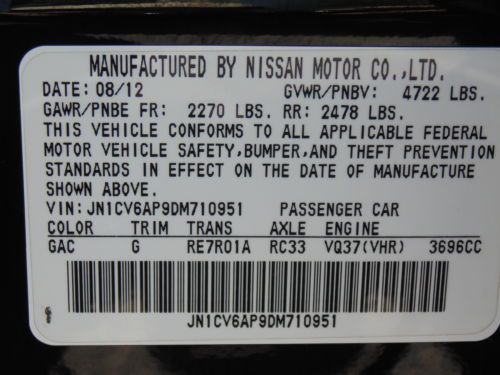 MANUFACTURED BY NISSAN MOTOR CO.,LTD.
DATE: 08/12 GVWR/PNBV: 4722 LBS.
GAWR/PNBE FR: 2270 LBS. RR: 2478 LBS.
THIS VEHICLE CONFORMS TO ALL APPLICABLE FEDERAL
MOTOR VEHICLE SAFETY,BUMPER,AND THEFT PREVENTION
STANDARDS IN EFFECT ON THE DATE OF MANUFACTURE
SHOWN ABOVE.
VIN: JN1CV6AP9DM710951 PASSENGER CAR
COLOR TRIM TRANS AXLE ENGINE
GAC G RE7R01A RC33 VQ37(VHR) 3696CC
JN1CV6AP9DM710951